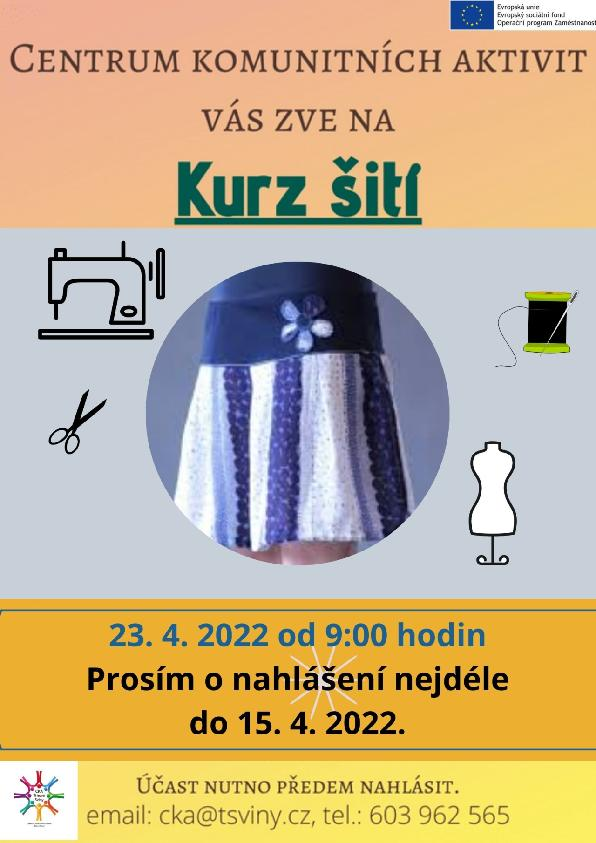 Evropská unie
Evropský sociální fond
Operační program Zaměstnanost
CENTRUM KOMUNITNÍCH AKTIVIT
VÁS ZVE NA
Kurz šití
23. 4. 2022 od 9:00 hodin
Prosím o nahlášení nejdéle
do 15. 4. 2022.
ÚČAST NUTNO PŘEDEM NAHLÁSIT.
email: cka@tsviny.cz, tel.: 603 962 565